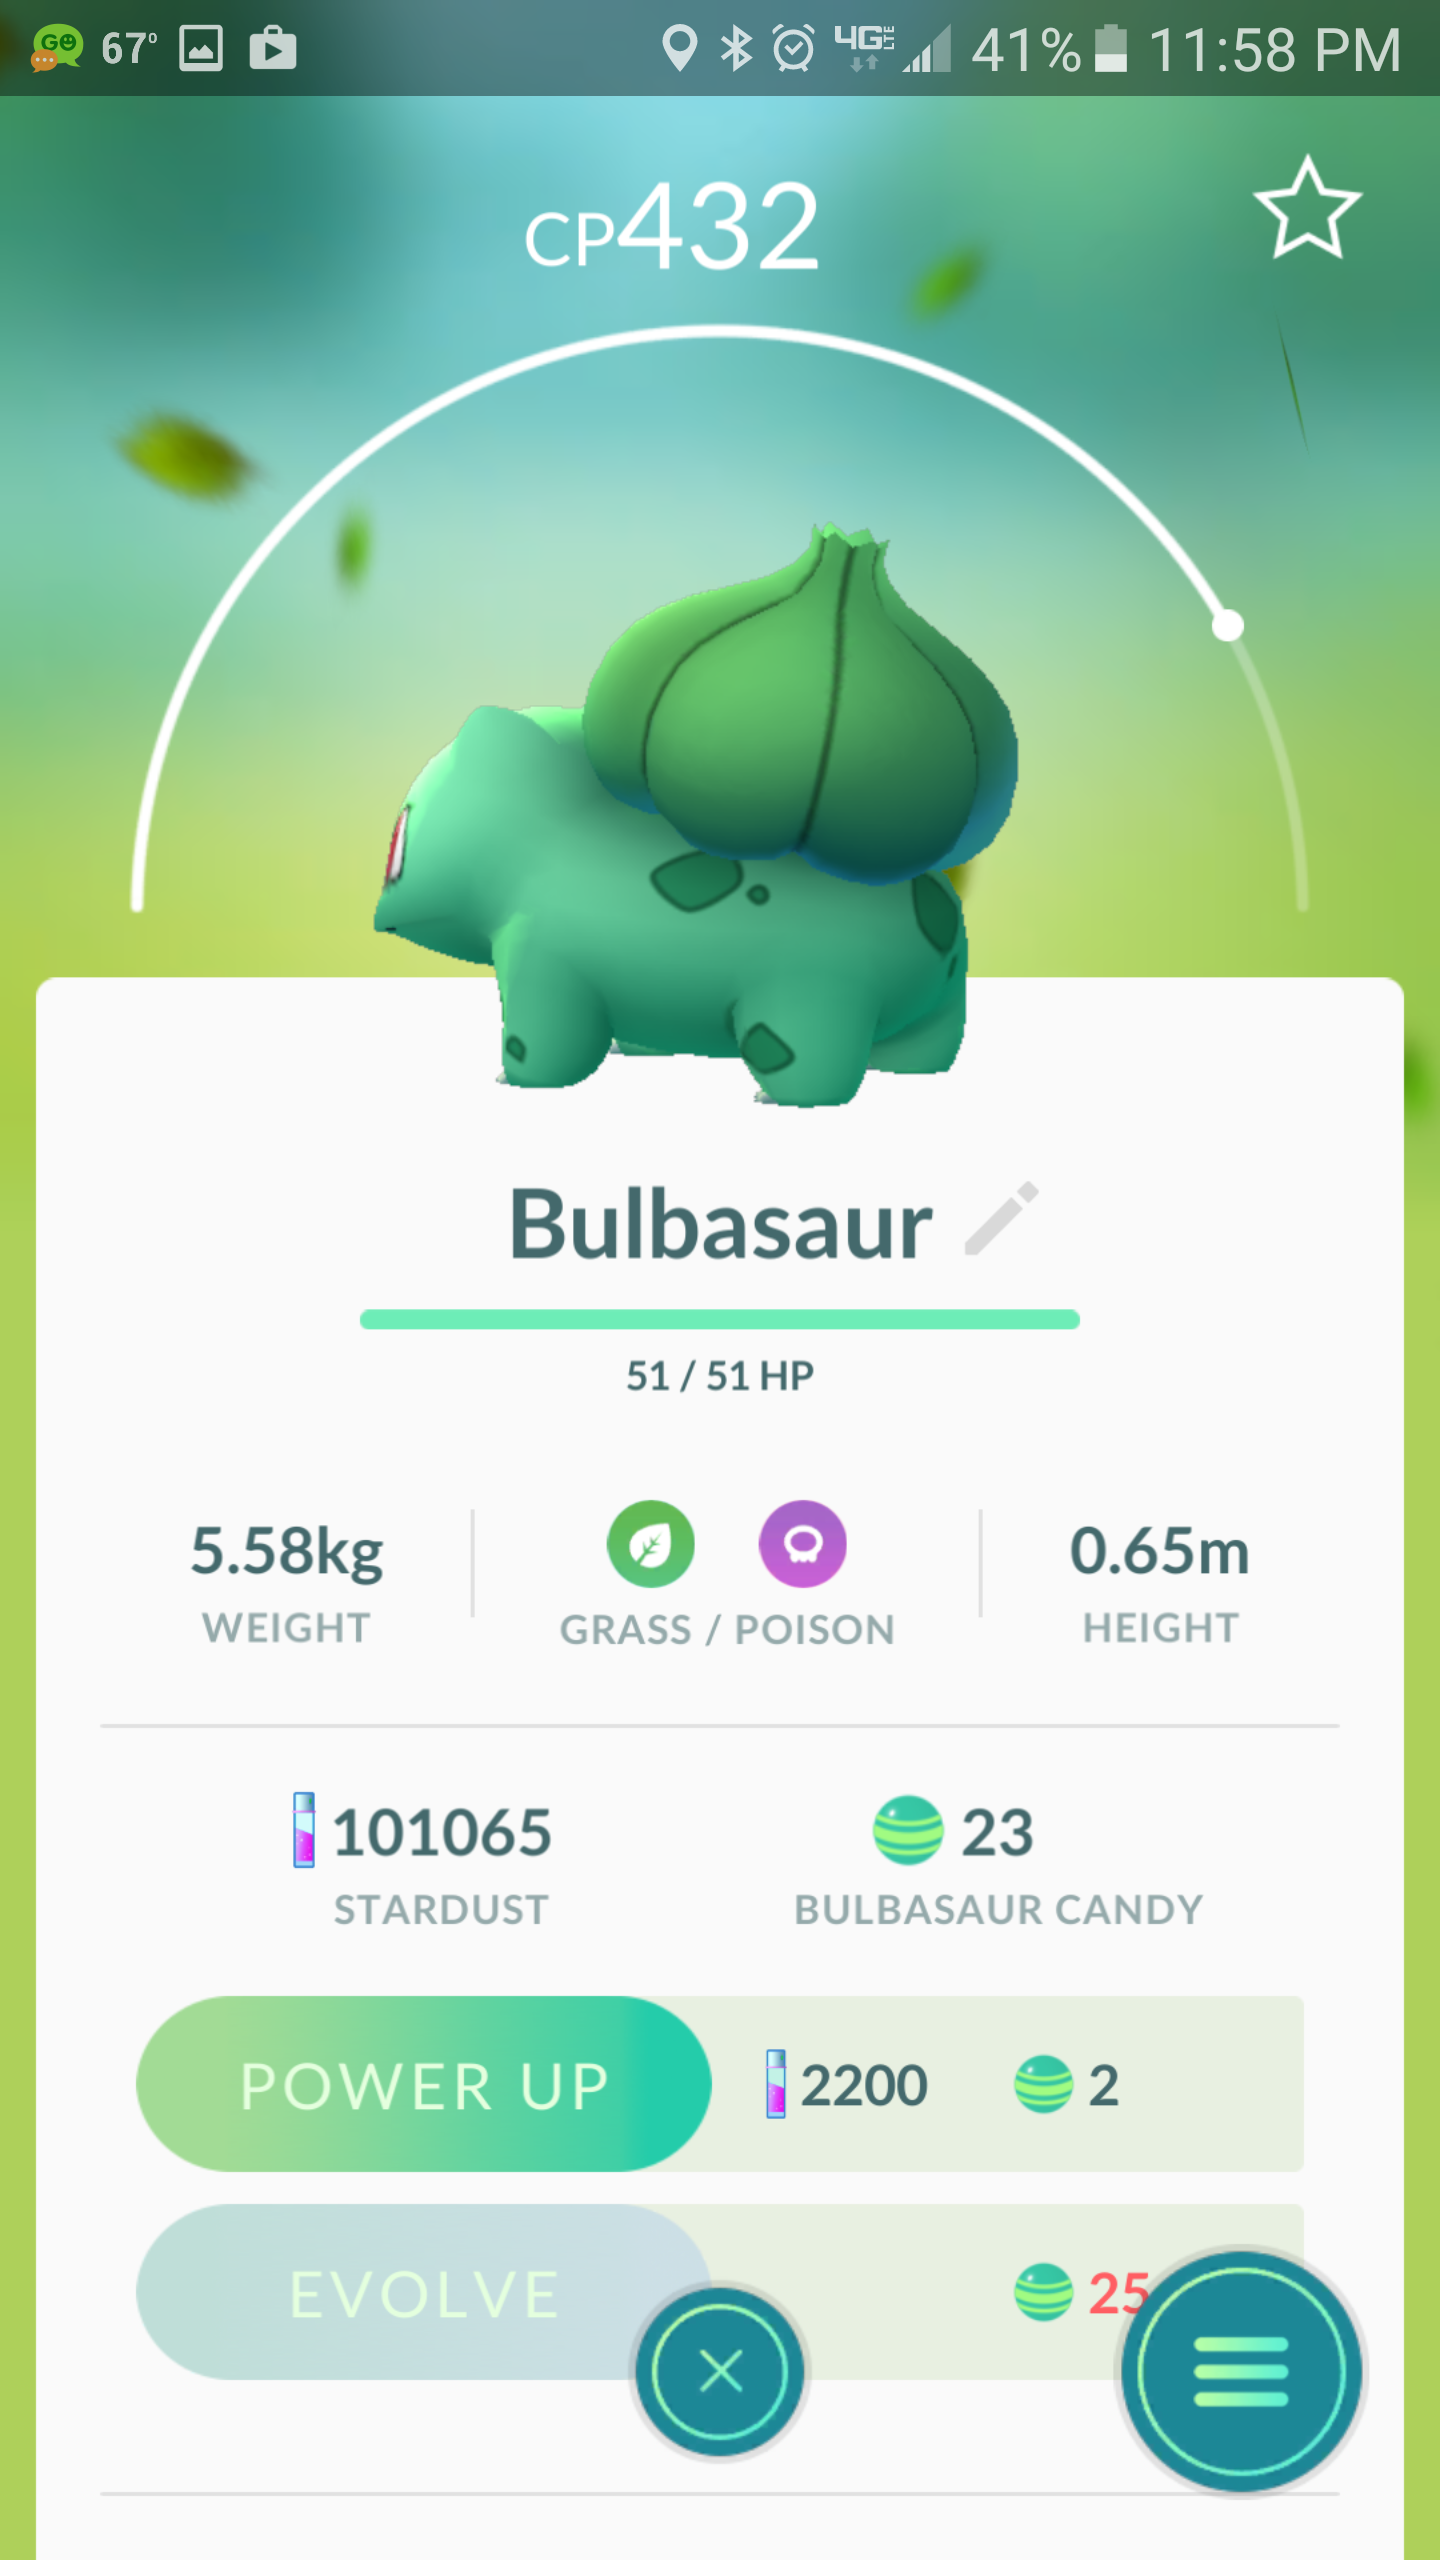 GO 67° 4G LTE 41% 11:58 PM
CP432
Bulbasaur
51 / 51 HP
5.58kg 0.65m
WEIGHT GRASS / POISON HEIGHT
101065 23
STARDUST BULBASAUR CANDY
POWER UP 2200 2
EVOLVE 25